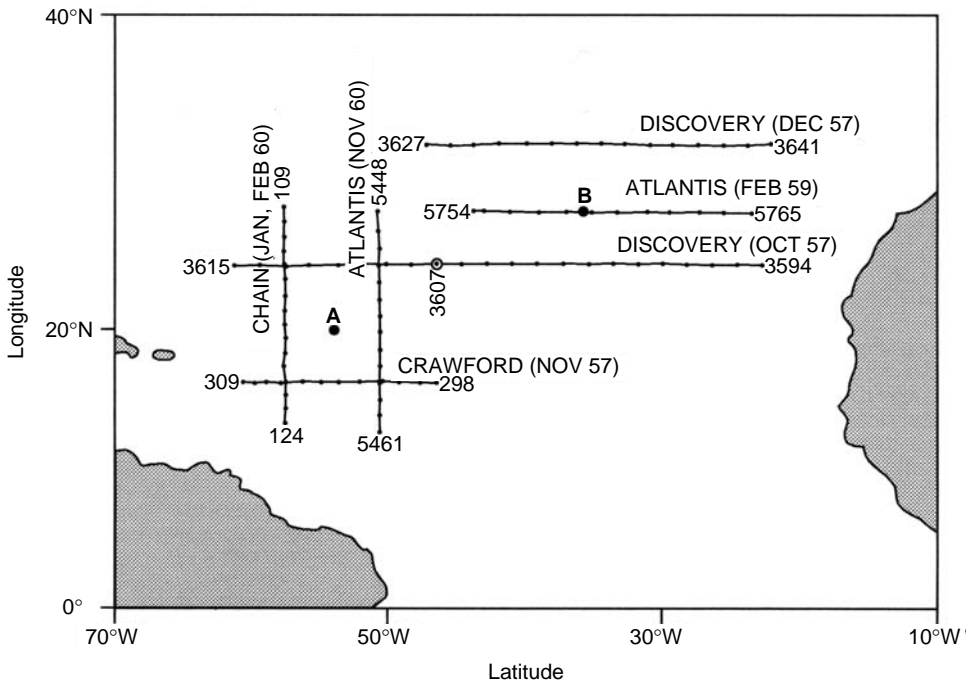 40°N
CHAIN (JAN, FEB 60)
109
ATLANTIS (NOV 60)
5448
DISCOVERY (DEC 57)
3627
3641
B
ATLANTIS (FEB 59)
5754
5765
DISCOVERY (OCT 57)
3615
3594
3607
Longitude
20°N
A
CRAWFORD (NOV 57)
309
298
124
5461
0°
70°W
50°W
30°W
10°W
Latitude